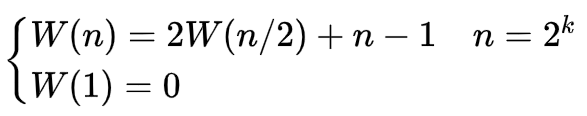 W(n) = 2W(n/2) + n − 1 n = 2^k
W(1) = 0